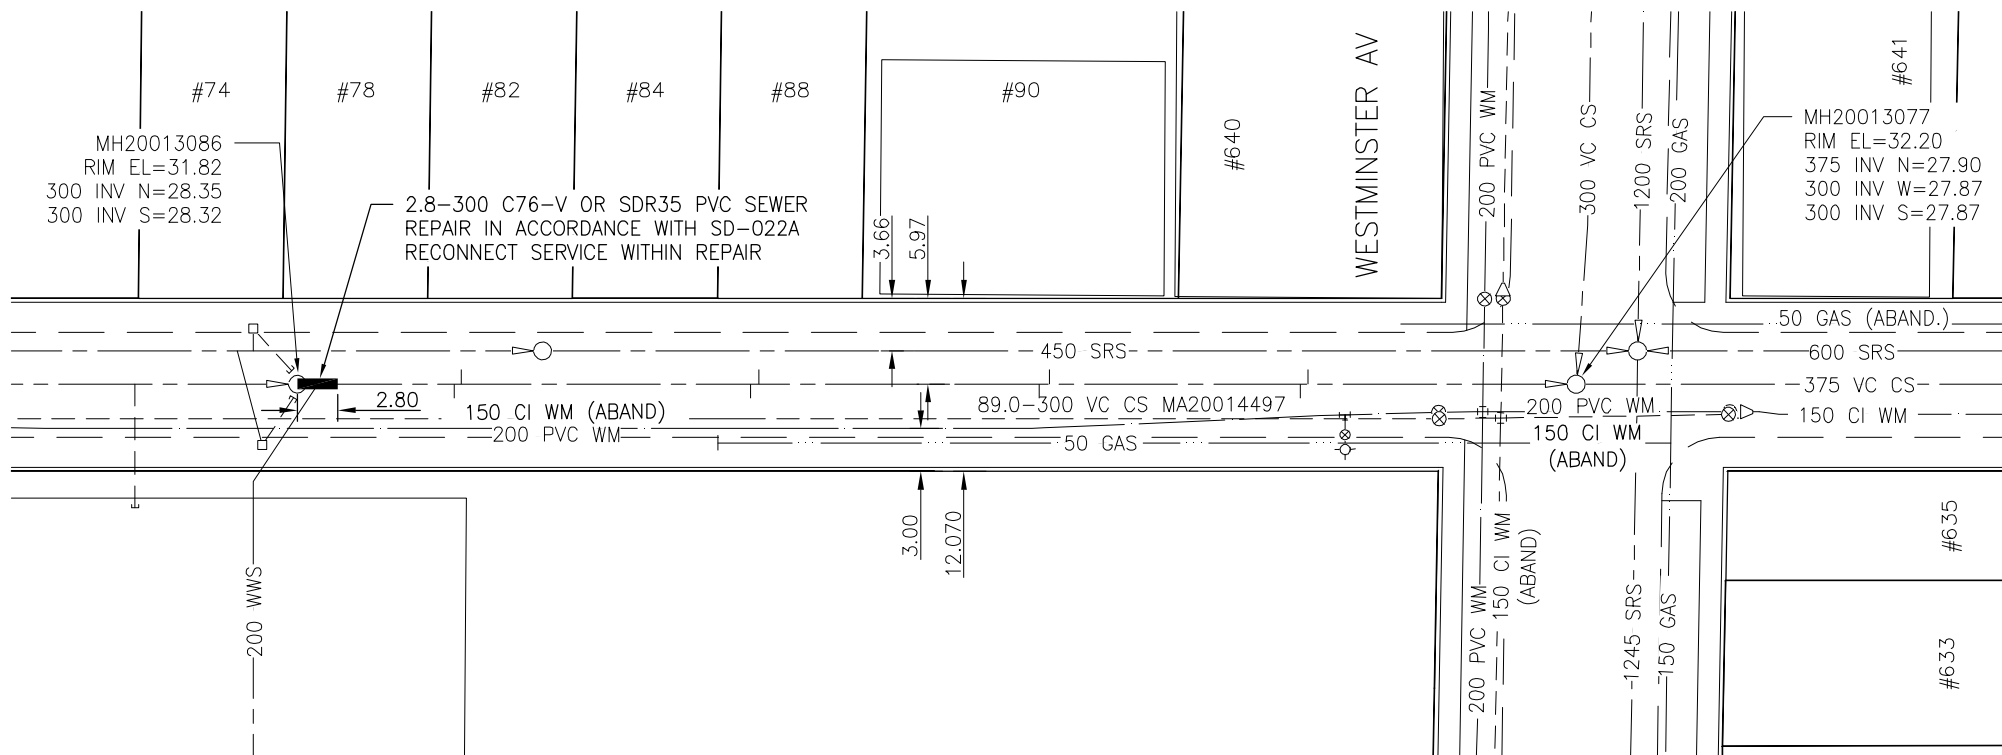 #74
#78
#82
#84
#88
#90
#640
WESTMINSTER AV
200 PVC WM
300 VC CS
1200 SRS
200 GAS
#641
MH20013086
RIM EL=31.82
300 INV N=28.35
300 INV S=28.32
2.8-300 C76-V OR SDR35 PVC SEWER
REPAIR IN ACCORDANCE WITH SD-022A
RECONNECT SERVICE WITHIN REPAIR
MH20013077
RIM EL=32.20
375 INV N=27.90
300 INV W=27.87
300 INV S=27.87
3.66
5.97
50 GAS (ABAND.)
450 SRS
600 SRS
375 VC CS
2.80
150 CI WM (ABAND)
200 PVC WM
89.0-300 VC CS MA20014497
50 GAS
200 PVC WM
150 CI WM
(ABAND)
150 CI WM
3.00
12.070
200 WWS
200 PVC WM
150 CI WM
(ABAND)
1245 SRS
150 GAS
#635
#633